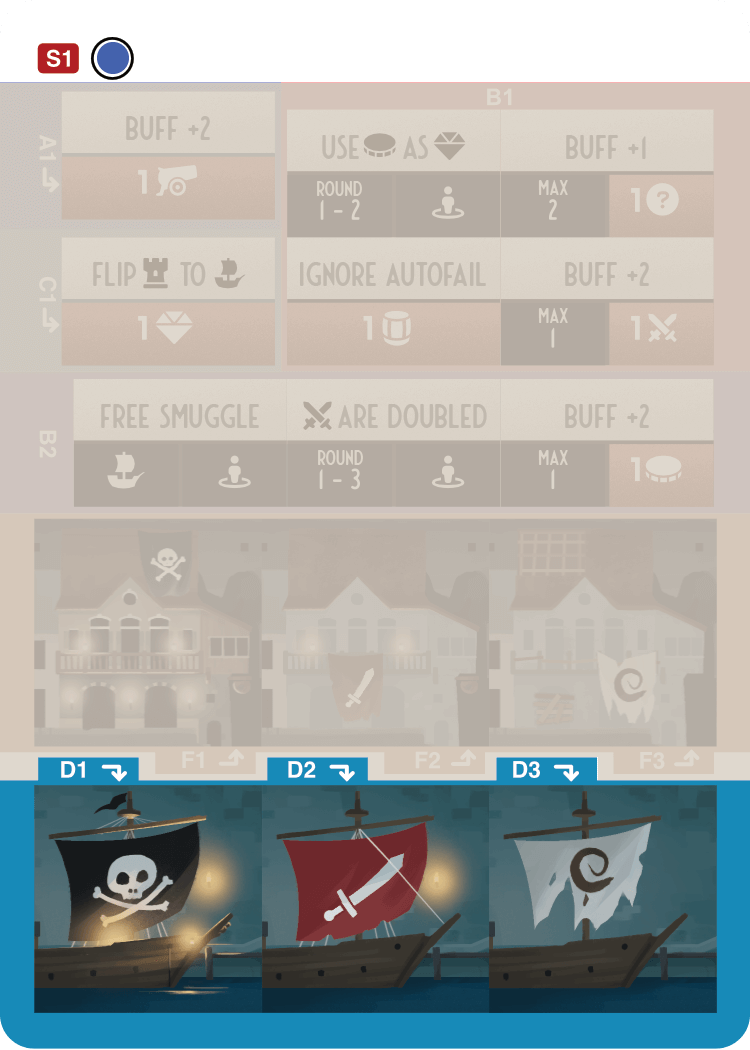 S1
B1
A1
BUFF +2
1
USE AS
BUFF +1
ROUND
1 - 2
MAX
2
1 ?
C1
FLIP TO
1
IGNORE AUTOFAIL
BUFF +2
1
MAX
1
1
B2
FREE SMUGGLE
ARE DOUBLED
BUFF +2
ROUND
1 - 3
MAX
1
1
D1
F1
D2
F2
D3
F3